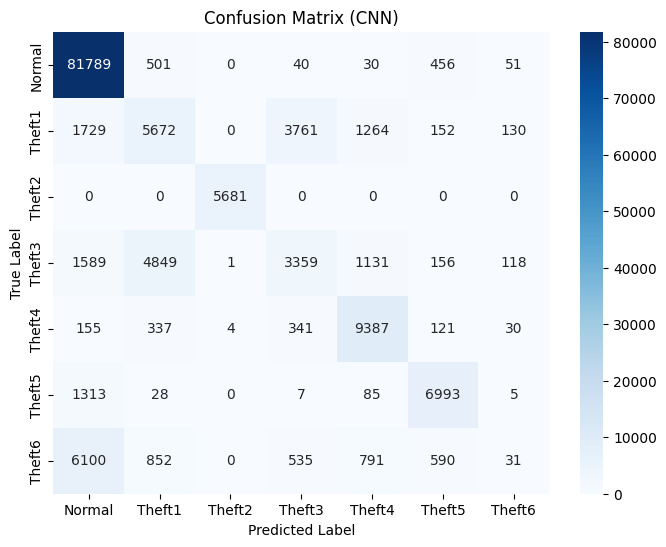 Confusion Matrix (CNN)
True Label
Normal 81789 501 0 40 30 456 51
Theft1 1729 5672 0 3761 1264 152 130
Theft2 0 0 5681 0 0 0 0
Theft3 1589 4849 1 3359 1131 156 118
Theft4 155 337 4 341 9387 121 30
Theft5 1313 28 0 7 85 6993 5
Theft6 6100 852 0 535 791 590 31
Normal Theft1 Theft2 Theft3 Theft4 Theft5 Theft6
Predicted Label
80000
70000
60000
50000
40000
30000
20000
10000
0